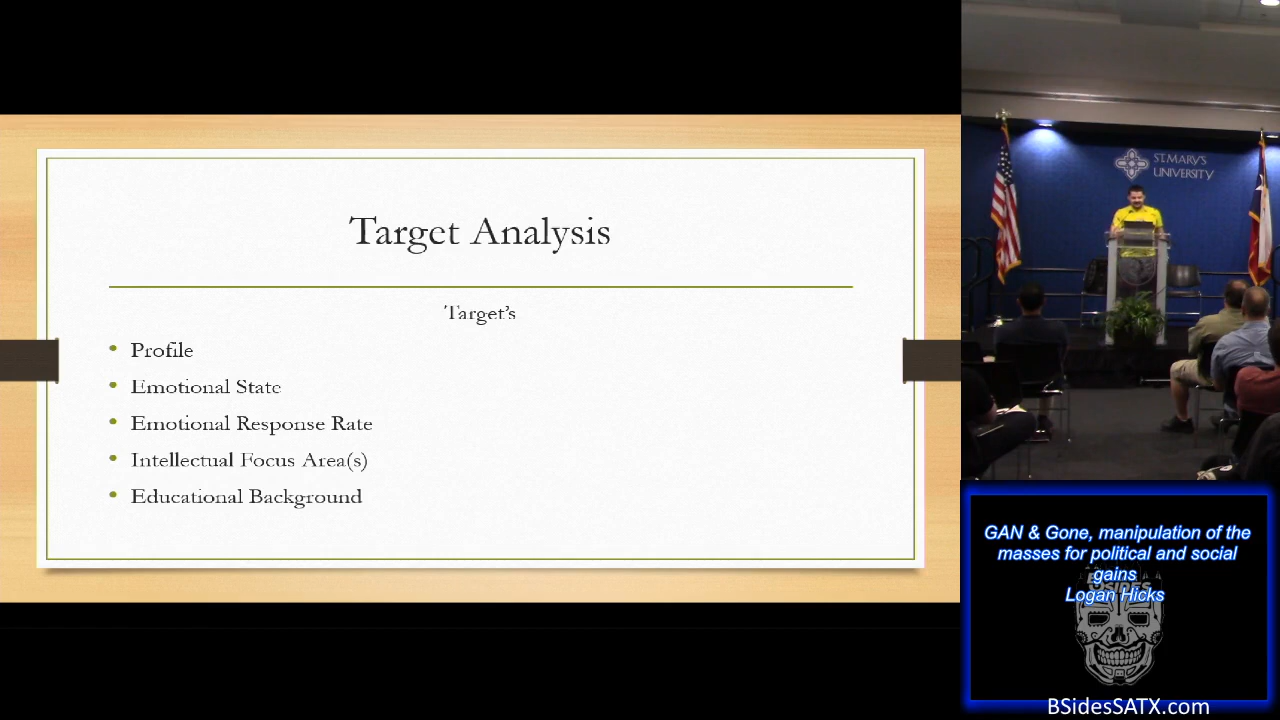 Target Analysis
Target's
Profile
Emotional State
Emotional Response Rate
Intellectual Focus Area(s)
Educational Background
ST. MARY'S
UNIVERSITY
GAN & Gone, manipulation of the
masses for political and social
gains
Logan Hicks
BSIDES
BSidesSATX.com